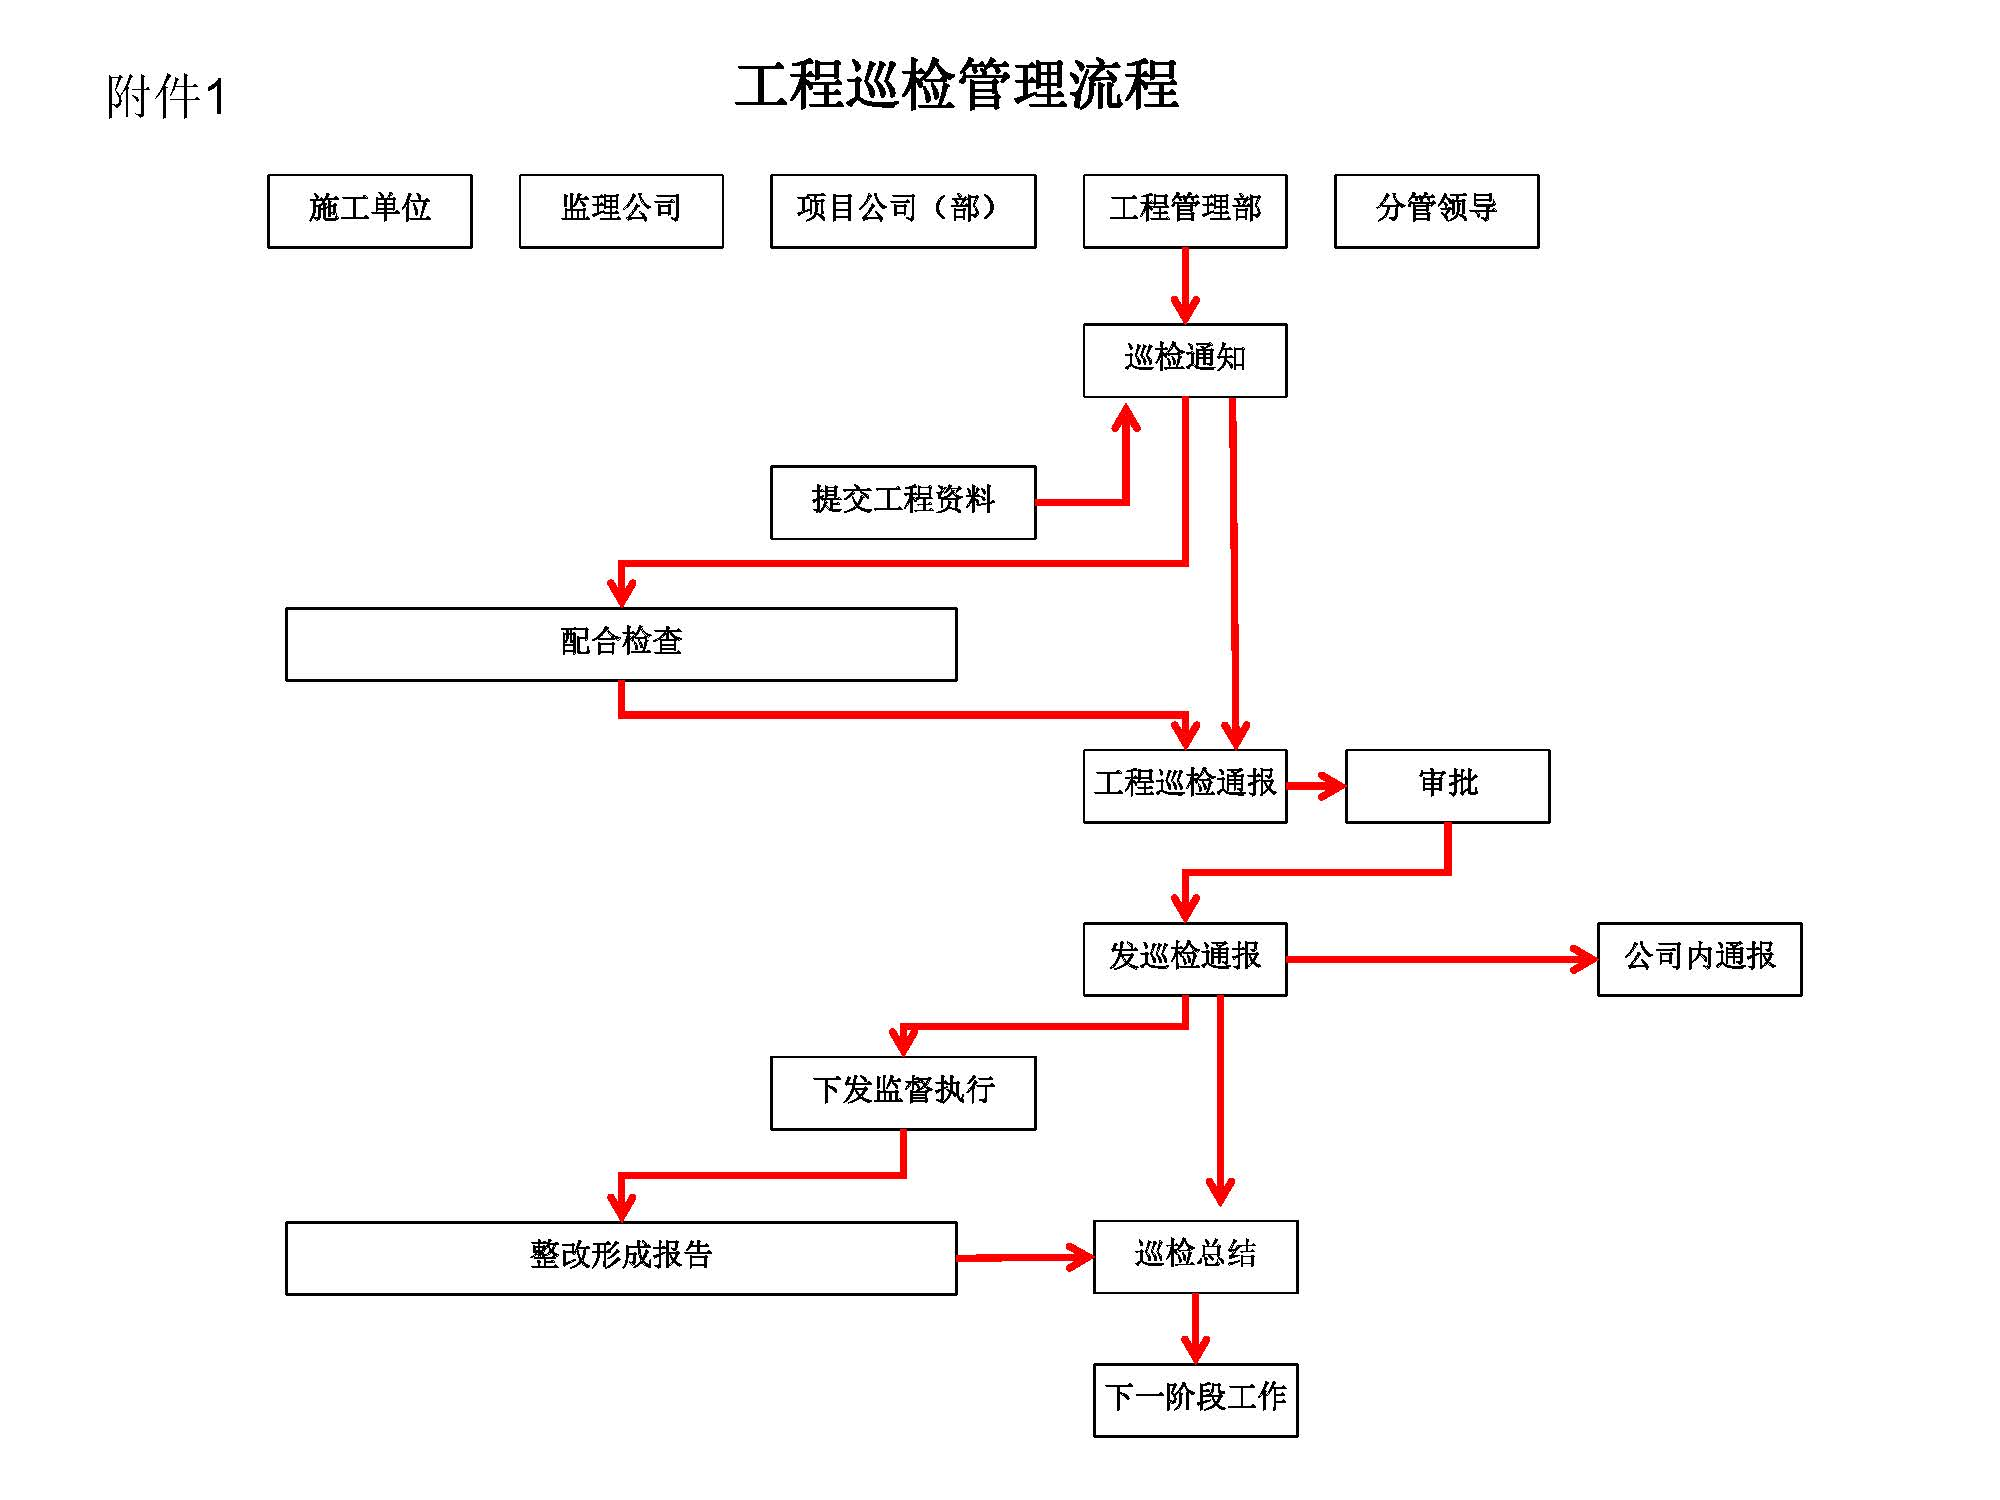 附件1
工程巡检管理流程
施工单位
监理公司
项目公司（部）
工程管理部
分管领导
巡检通知
提交工程资料
配合检查
工程巡检通报
审批
发巡检通报
公司内通报
下发监督执行
整改形成报告
巡检总结
下一阶段工作